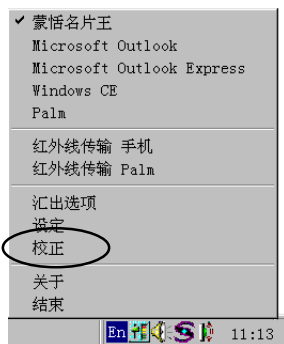 蒙恬名片王
Microsoft Outlook
Microsoft Outlook Express
Windows CE
Palm
红外线传输 手机
红外线传输 Palm
汇出选项
设定
校正
关于
结束
En
11:13